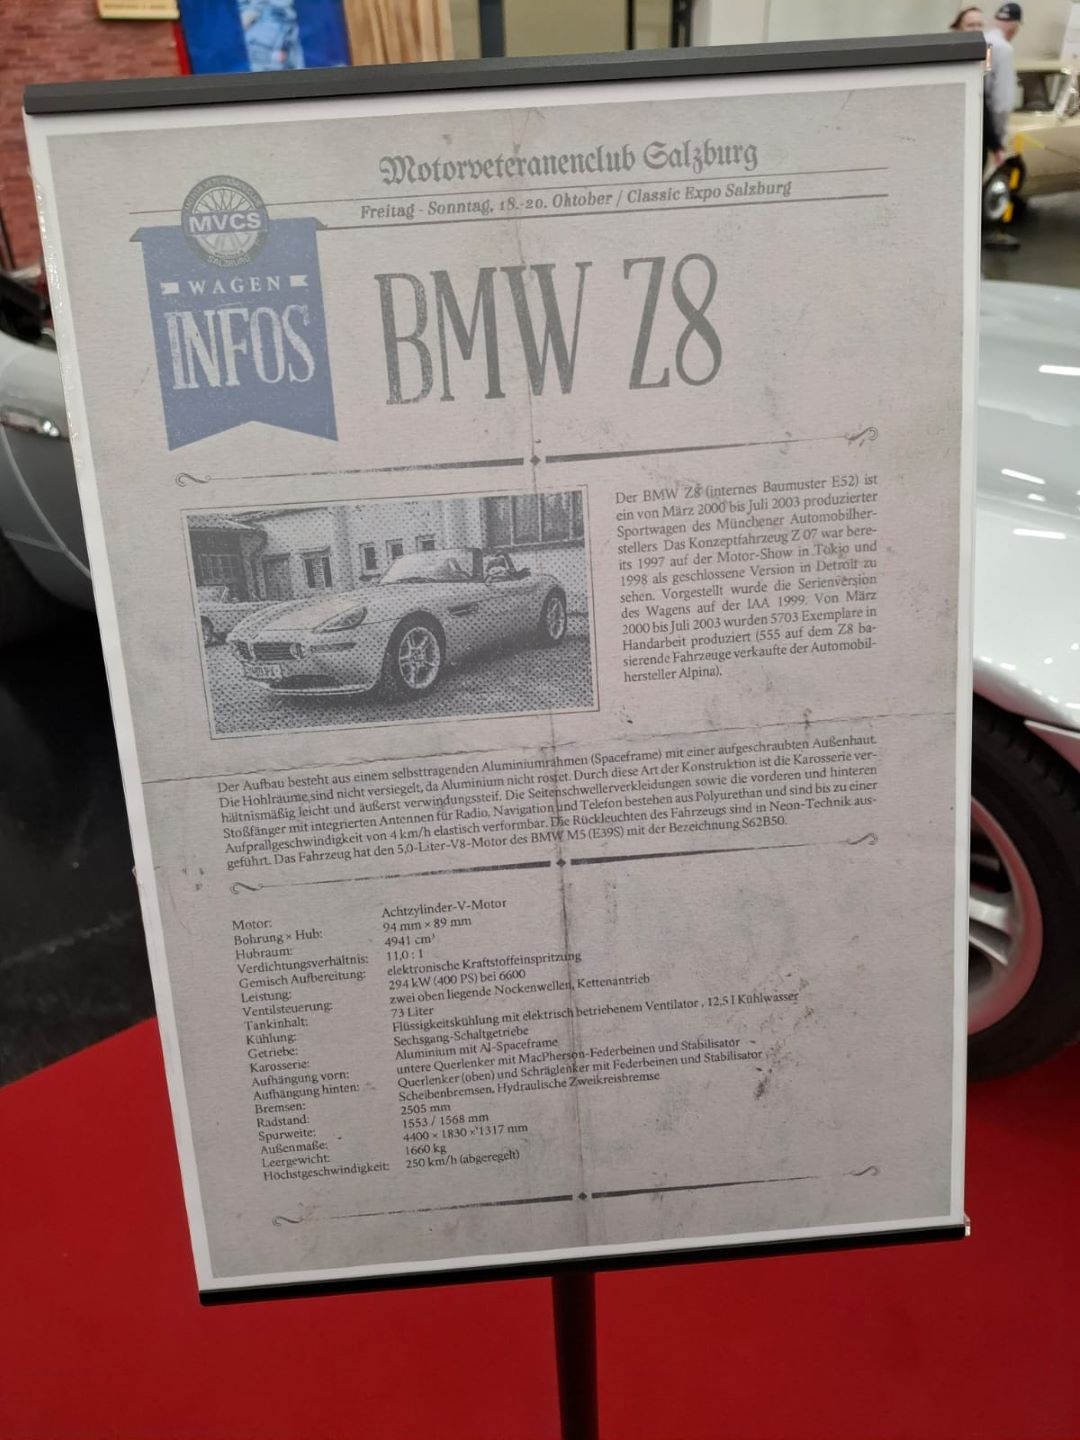 Motorveteranenclub Salzburg
Freitag - Sonntag, 18.-20. Oktober / Classic Expo Salzburg
MVCS
SALZBURG
WAGEN
INFOS
BMW Z8
Der BMW Z8 (internes Baumuster E52) ist
ein von März 2000 bis Juli 2003 produzierter
Sportwagen des Münchener Automobilher-
stellers. Das Konzeptfahrzeug Z 07 war bere-
its 1997 auf der Motor-Show in Tokio und
1998 als geschlossene Version in Detroit zu
sehen. Vorgestellt wurde die Serienversion
des Wagens auf der IAA 1999. Von März
2000 bis Juli 2003 wurden 5703 Exemplare in
Handarbeit produziert (555 auf dem Z8 ba-
sierende Fahrzeuge verkaufte der Automobil-
hersteller Alpina).
Der Aufbau besteht aus einem selbsttragenden Aluminiumrahmen (Spaceframe) mit einer aufgeschraubten Außenhaut.
Die Hohlräume sind nicht versiegelt, da Aluminium nicht rostet. Durch diese Art der Konstruktion ist die Karosserie ver-
hältnismäßig leicht und äußerst verwindungssteif. Die Seitenschwellerverkleidungen sowie die vorderen und hinteren
Stoßfänger mit integrierten Antennen für Radio, Navigation und Telefon bestehen aus Polyurethan und sind bis zu einer
Aufprallgeschwindigkeit von 4 km/h elastisch verformbar. Die Rückleuchten des Fahrzeugs sind in Neon-Technik aus-
geführt. Das Fahrzeug hat den 5,0-Liter-V8-Motor des BMW M5 (E39S) mit der Bezeichnung S62B50.
Motor: Achtzylinder-V-Motor
Bohrung × Hub: 94 mm × 89 mm
Hubraum: 4941 cm³
Verdichtungsverhältnis: 11,0 : 1
Gemisch Aufbereitung: elektronische Kraftstoffeinspritzung
Leistung: 294 kW (400 PS) bei 6600
Ventilsteuerung: zwei oben liegende Nockenwellen, Kettenantrieb
Tankinhalt: 73 Liter
Kühlung: Flüssigkeitskühlung mit elektrisch betriebenem Ventilator , 12,5 l Kühlwasser
Getriebe: Sechsgang-Schaltgetriebe
Karosserie: Aluminium mit Al-Spaceframe
Aufhängung vorn: untere Querlenker mit MacPherson-Federbeinen und Stabilisator
Aufhängung hinten: Querlenker (oben) und Schräglenker mit Federbeinen und Stabilisator
Bremsen: Scheibenbremsen, Hydraulische Zweikreisbremse
Radstand: 2505 mm
Spurweite: 1553 / 1568 mm
Außenmaße: 4400 × 1830 × 1317 mm
Leergewicht: 1660 kg
Höchstgeschwindigkeit: 250 km/h (abgeregelt)